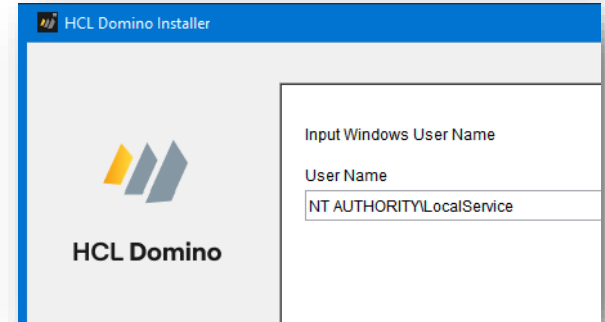 HCL Domino Installer
Input Windows User Name
User Name
NT AUTHORITY\LocalService
HCL Domino